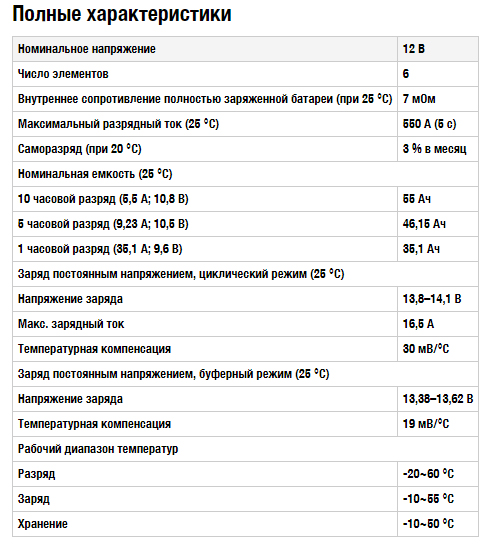 Полные характеристики
Номинальное напряжение 12 В
Число элементов 6
Внутреннее сопротивление полностью заряженной батареи (при 25 °C) 7 мОм
Максимальный разрядный ток (25 °C) 550 А (5 с)
Саморазряд (при 20 °C) 3 % в месяц
Номинальная емкость (25 °C)
10 часовой разряд (5,5 А; 10,8 В) 55 Ач
5 часовой разряд (9,23 А; 10,5 В) 46,15 Ач
1 часовой разряд (35,1 А; 9,6 В) 35,1 Ач
Заряд постоянным напряжением, циклический режим (25 °C)
Напряжение заряда 13,8–14,1 В
Макс. зарядный ток 16,5 А
Температурная компенсация 30 мВ/°C
Заряд постоянным напряжением, буферный режим (25 °C)
Напряжение заряда 13,38–13,62 В
Температурная компенсация 19 мВ/°C
Рабочий диапазон температур
Разряд -20~60 °C
Заряд -10~55 °C
Хранение -10~50 °C